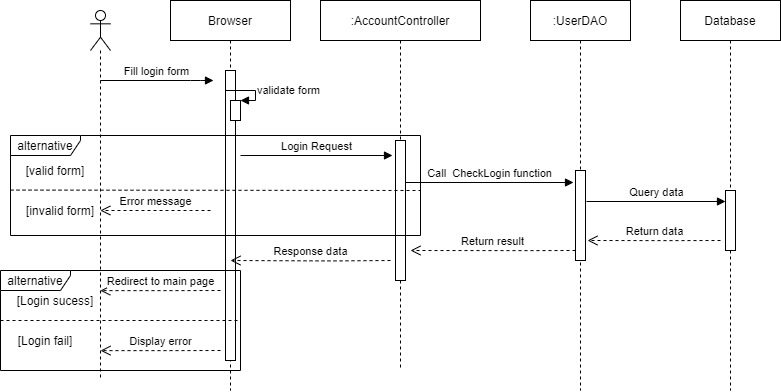 Browser
:AccountController
:UserDAO
Database
Fill login form
validate form
alternative
Login Request
[valid form]
Call  CheckLogin function
Query data
Error message
[invalid form]
Return data
Return result
Response data
alternative
Redirect to main page
[Login sucess]
[Login fail]
Display error